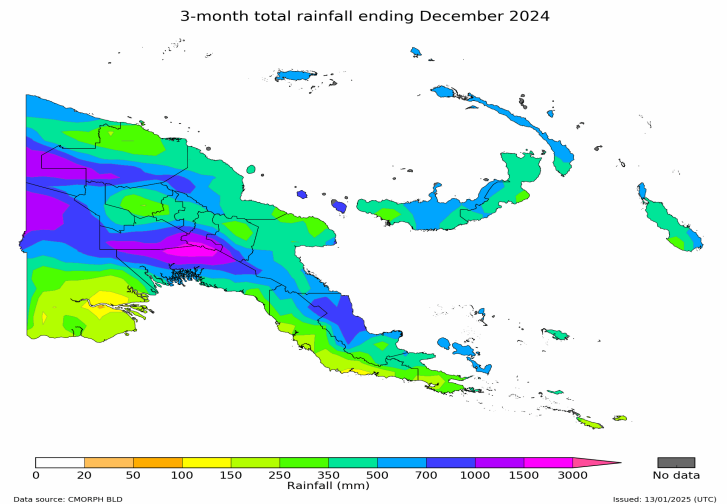 3-month total rainfall ending December 2024
0 20 50 100 150 250 350 500 700 1000 1500 3000 No data
Rainfall (mm)
Data source: CMORPH BLD Issued: 13/01/2025 (UTC)